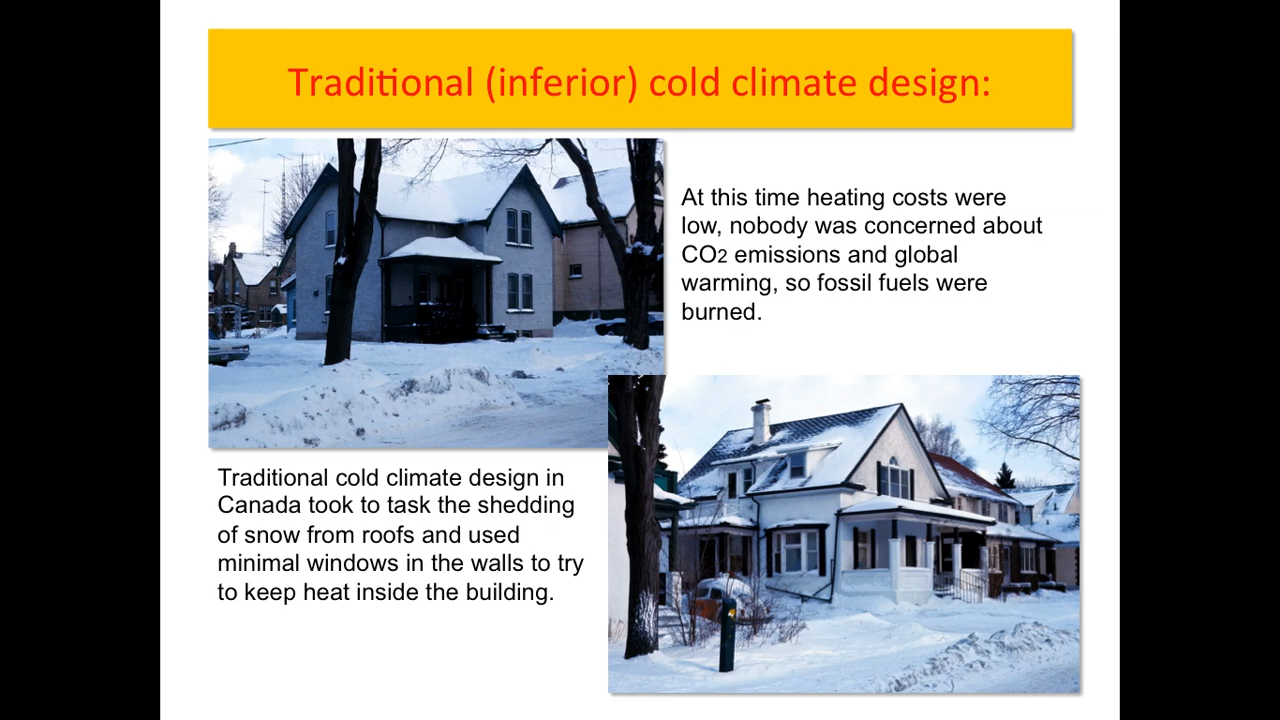 Traditional (inferior) cold climate design:
At this time heating costs were
low, nobody was concerned about
CO2 emissions and global
warming, so fossil fuels were
burned.
Traditional cold climate design in
Canada took to task the shedding
of snow from roofs and used
minimal windows in the walls to try
to keep heat inside the building.